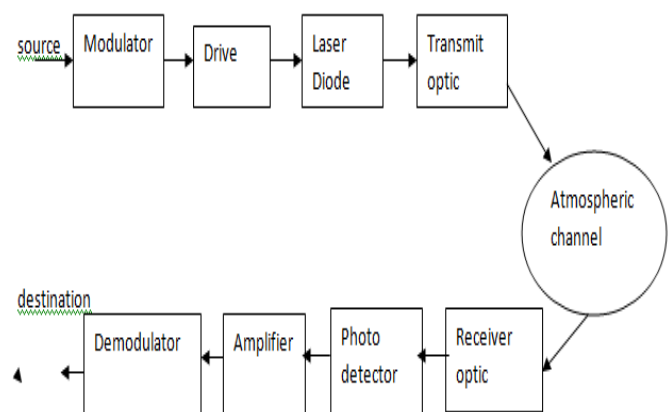 source
Modulator
Drive
Laser
Diode
Transmit
optic
Atmospheric
channel
destination
Demodulator
Amplifier
Photo
detector
Receiver
optic